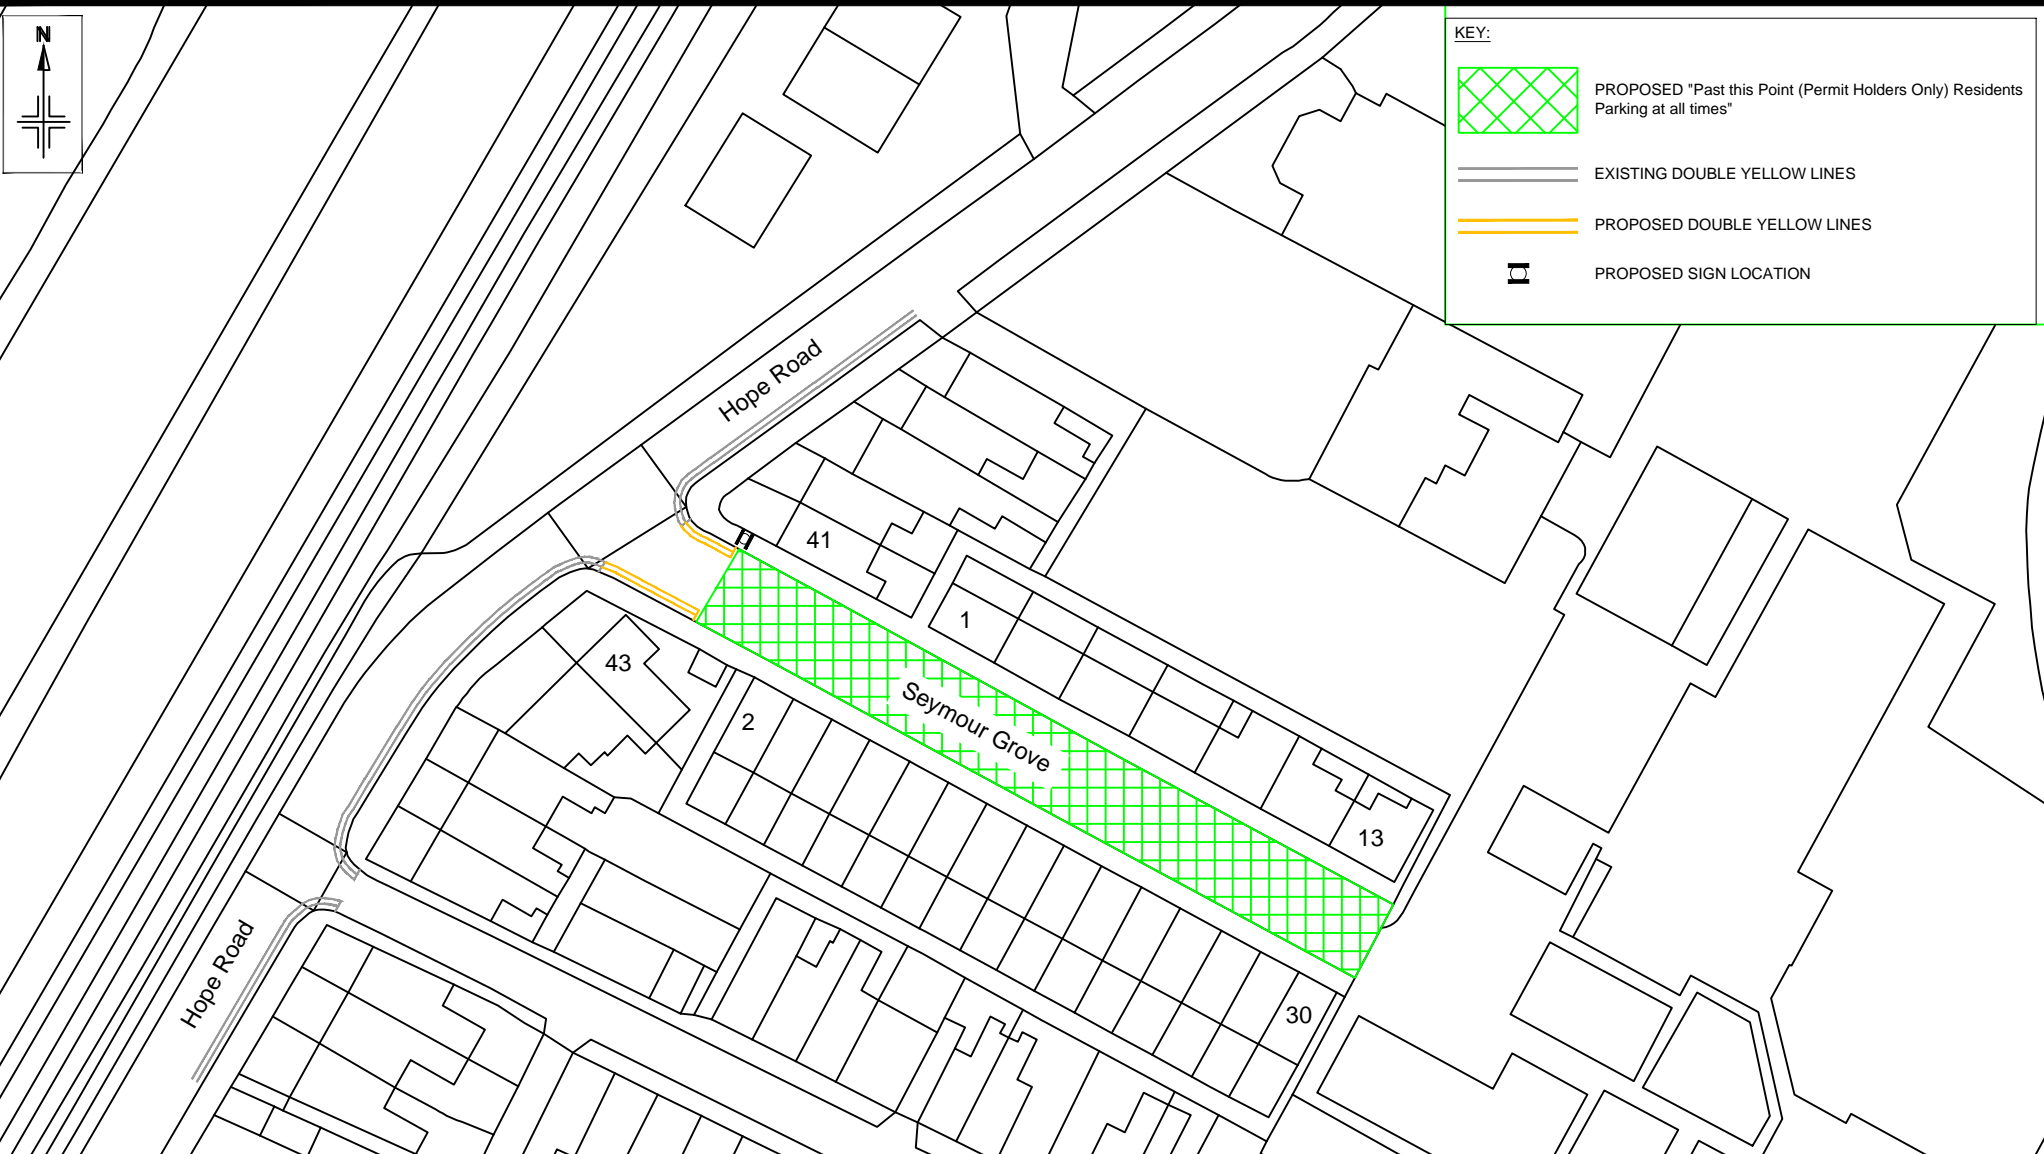 N
KEY:
PROPOSED "Past this Point (Permit Holders Only) Residents
Parking at all times"
EXISTING DOUBLE YELLOW LINES
PROPOSED DOUBLE YELLOW LINES
PROPOSED SIGN LOCATION
Hope Road
41
1
43
2
Seymour Grove
13
30
Hope Road